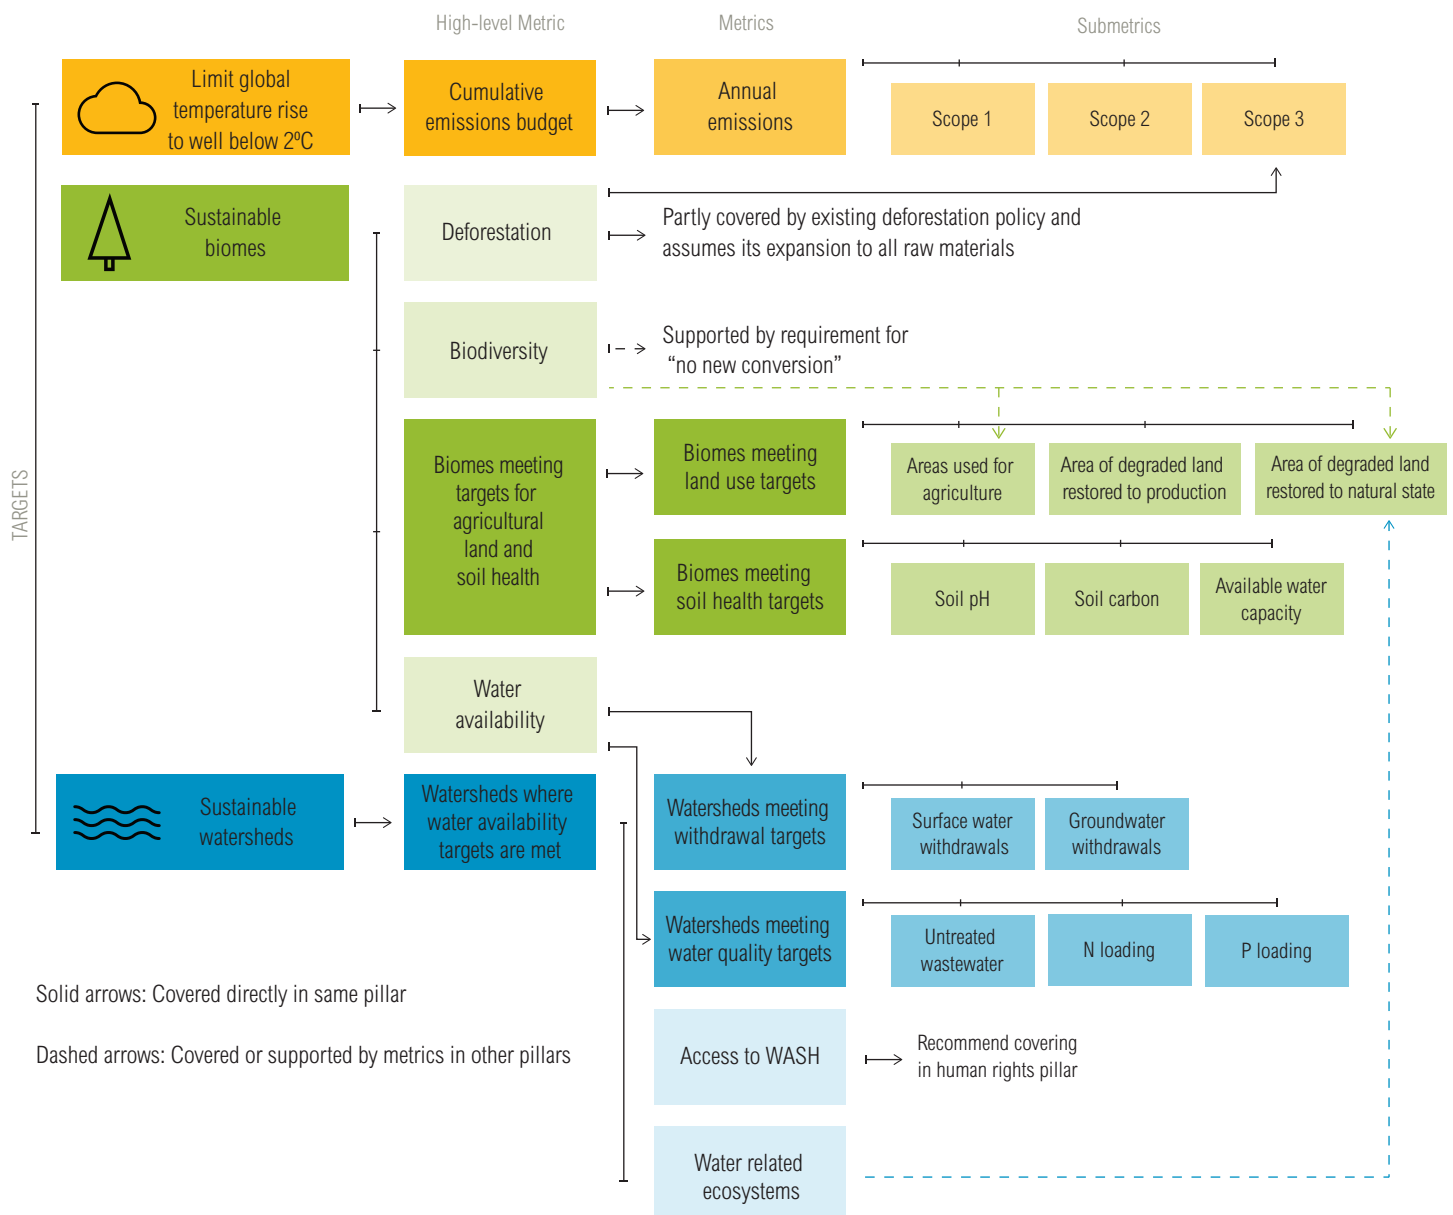 High-level Metric
Metrics
Submetrics
TARGETS
Limit global
temperature rise
to well below 2ºC
Cumulative
emissions budget
Annual
emissions
Scope 1
Scope 2
Scope 3
Sustainable
biomes
Deforestation
Partly covered by existing deforestation policy and
assumes its expansion to all raw materials
Biodiversity
Supported by requirement for
“no new conversion”
Biomes meeting
targets for
agricultural
land and
soil health
Biomes meeting
land use targets
Areas used for
agriculture
Area of degraded land
restored to production
Area of degraded land
restored to natural state
Biomes meeting
soil health targets
Soil pH
Soil carbon
Available water
capacity
Water
availability
Sustainable
watersheds
Watersheds where
water availability
targets are met
Watersheds meeting
withdrawal targets
Surface water
withdrawals
Groundwater
withdrawals
Watersheds meeting
water quality targets
Untreated
wastewater
N loading
P loading
Solid arrows: Covered directly in same pillar
Dashed arrows: Covered or supported by metrics in other pillars
Access to WASH
Recommend covering
in human rights pillar
Water related
ecosystems